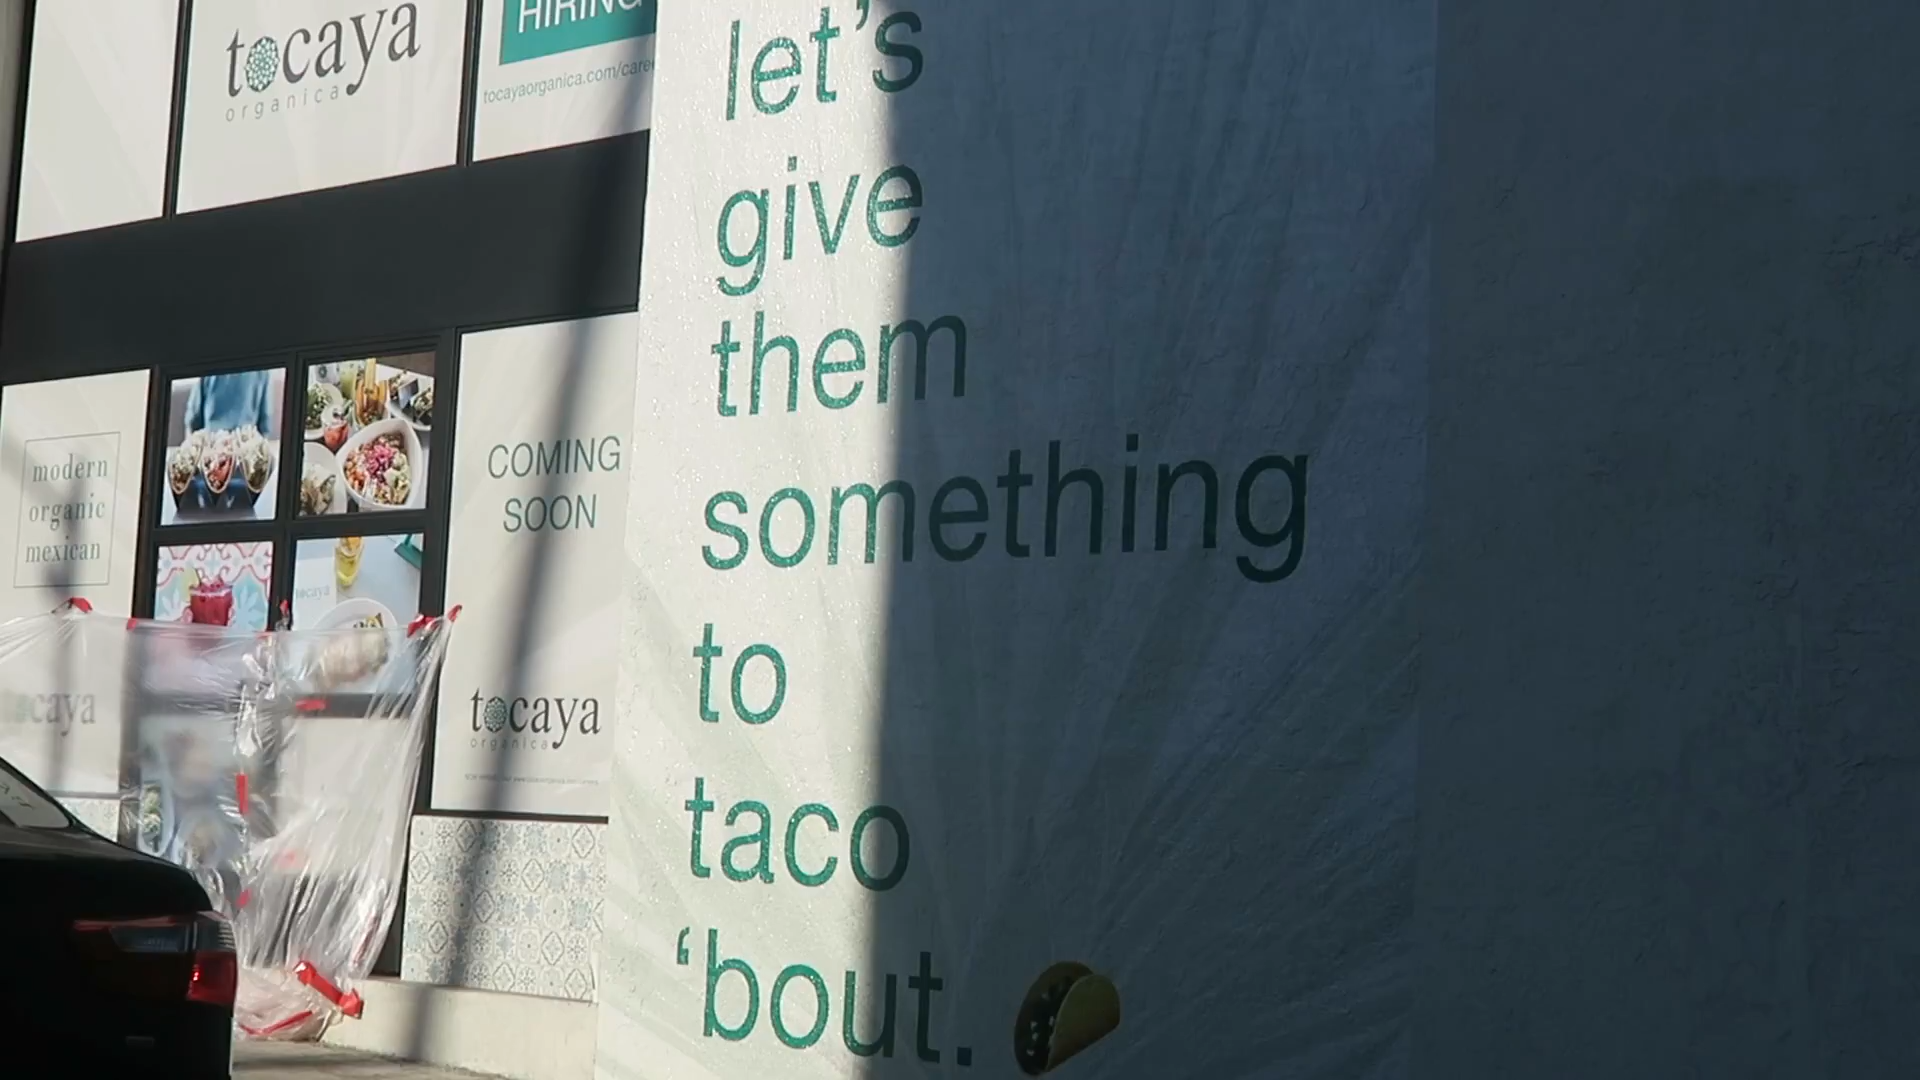 tocaya
organica
HIRING
tocayaorganica.com/care
modern
organic
mexican
COMING
SOON
tocaya
caya
tocaya
organica
let's
give
them
something
to
taco
‘bout.